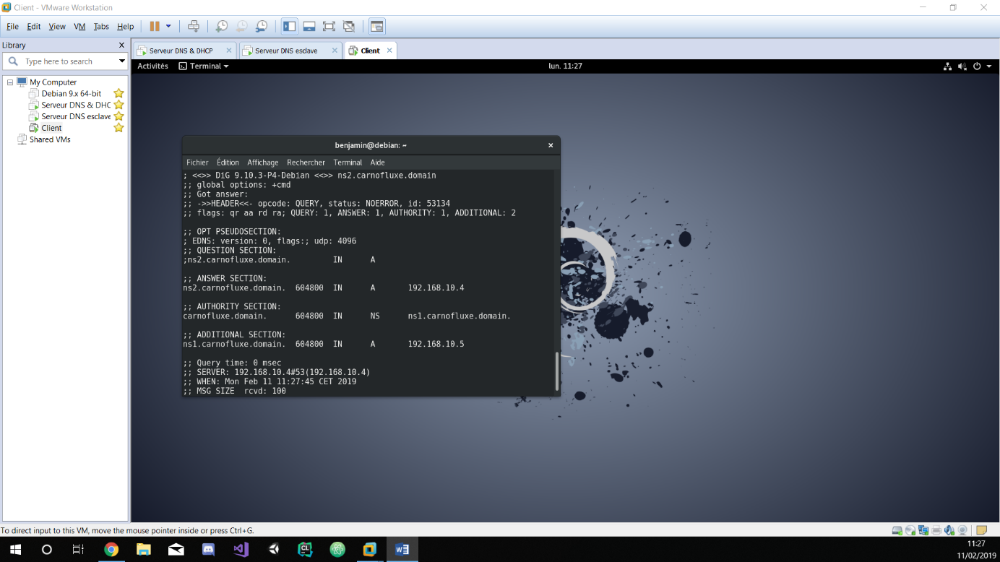 Client - VMware Workstation
File Edit View VM Tabs Help
Library x
Type here to search
My Computer
Debian 9.x 64-bit
Serveur DNS & DHC
Serveur DNS esclave
Client
Shared VMs
Serveur DNS & DHCP
Serveur DNS esclave
Client
Activités Terminal lun. 11:27
benjamin@debian: ~
Fichier Édition Affichage Rechercher Terminal Aide
; <<>> DiG 9.10.3-P4-Debian <<>> ns2.carnofluxe.domain
;; global options: +cmd
;; Got answer:
;; ->>HEADER<<- opcode: QUERY, status: NOERROR, id: 53134
;; flags: qr aa rd ra; QUERY: 1, ANSWER: 1, AUTHORITY: 1, ADDITIONAL: 2
;; OPT PSEUDOSECTION:
; EDNS: version: 0, flags:; udp: 4096
;; QUESTION SECTION:
;ns2.carnofluxe.domain. IN A
;; ANSWER SECTION:
ns2.carnofluxe.domain. 604800 IN A 192.168.10.4
;; AUTHORITY SECTION:
carnofluxe.domain. 604800 IN NS ns1.carnofluxe.domain.
;; ADDITIONAL SECTION:
ns1.carnofluxe.domain. 604800 IN A 192.168.10.5
;; Query time: 0 msec
;; SERVER: 192.168.10.4#53(192.168.10.4)
;; WHEN: Mon Feb 11 11:27:45 CET 2019
;; MSG SIZE  rcvd: 100
To direct input to this VM, move the mouse pointer inside or press Ctrl+G.
CL
11:27
11/02/2019